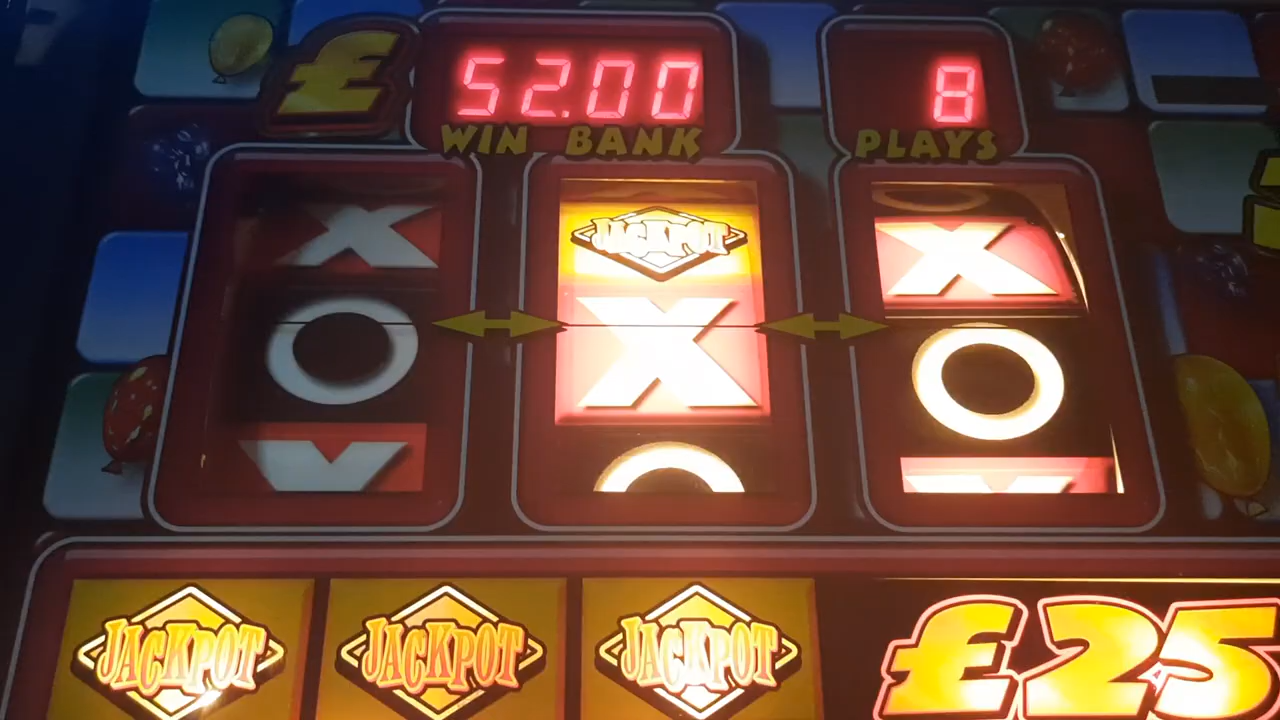 £ 52.00 8
WIN BANK PLAYS
X JACKPOT X
O X O
X O X
JACKPOT JACKPOT JACKPOT £25